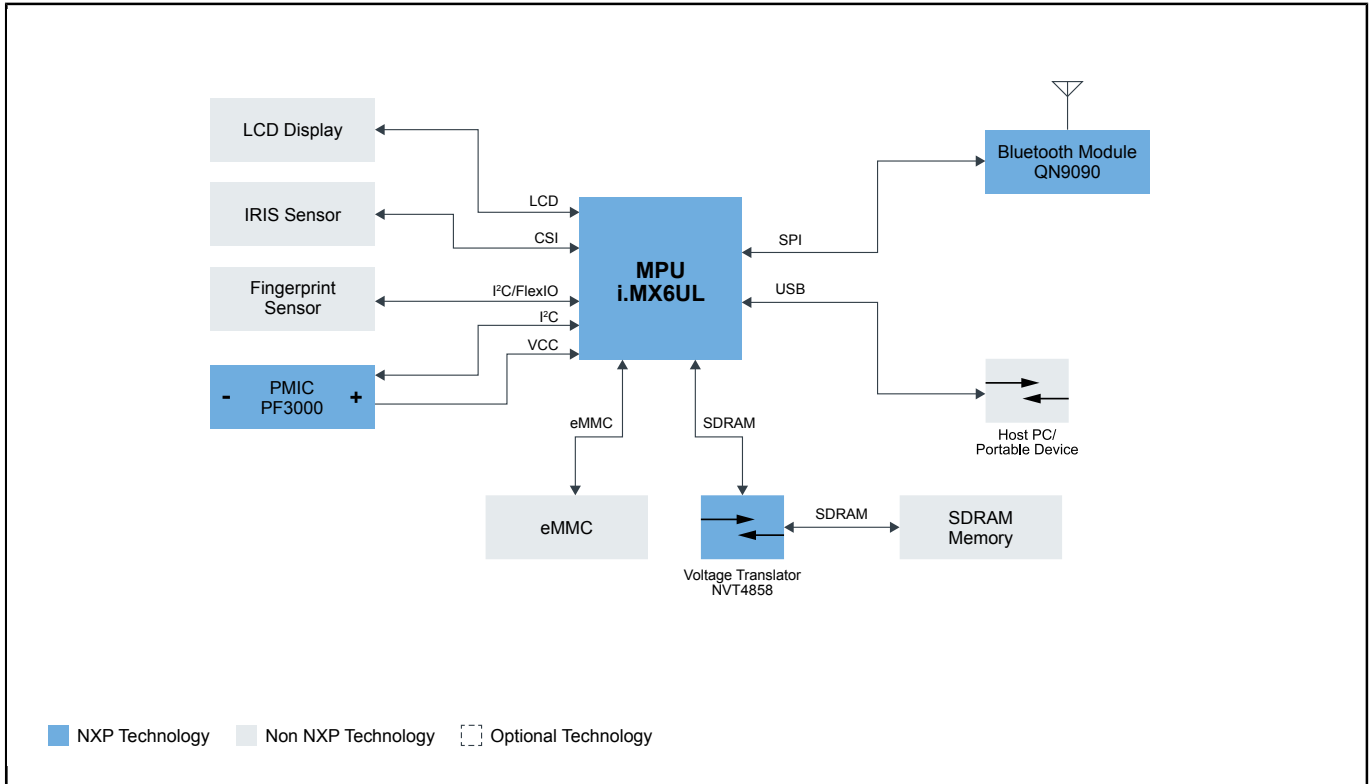 LCD Display
IRIS Sensor
Fingerprint
Sensor
-
PMIC
PF3000
+
LCD
CSI
I²C/FlexIO
I²C
VCC
MPU
i.MX6UL
SPI
USB
Bluetooth Module
QN9090
Host PC/
Portable Device
eMMC
SDRAM
eMMC
Voltage Translator
NVT4858
SDRAM
SDRAM
Memory
NXP Technology
Non NXP Technology
Optional Technology